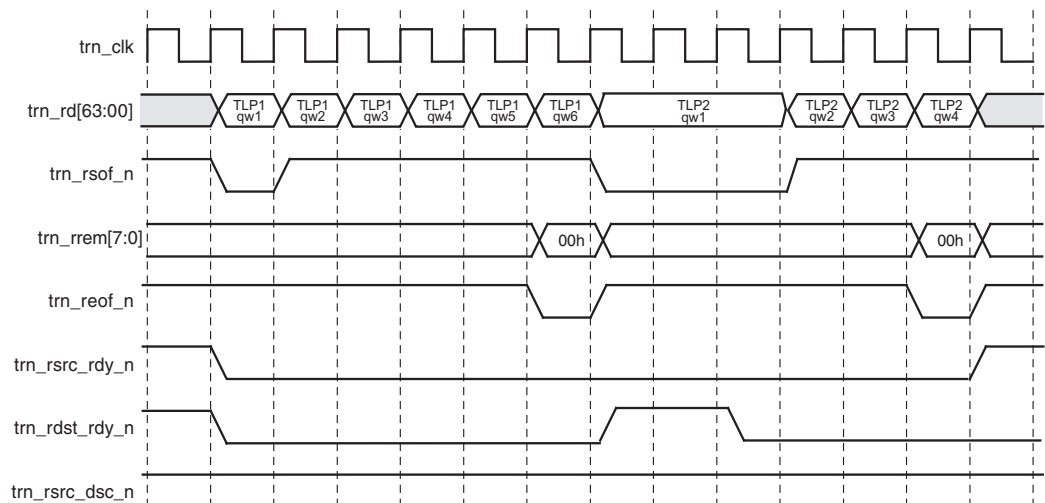 trn_clk
trn_rd[63:00]
TLP1 TLP1 TLP1 TLP1 TLP1 TLP1 TLP2 TLP2 TLP2 TLP2
qw1 qw2 qw3 qw4 qw5 qw6 qw1 qw2 qw3 qw4
trn_rsof_n
trn_rrem[7:0]
00h 00h
trn_reof_n
trn_rsrc_rdy_n
trn_rdst_rdy_n
trn_rsrc_dsc_n